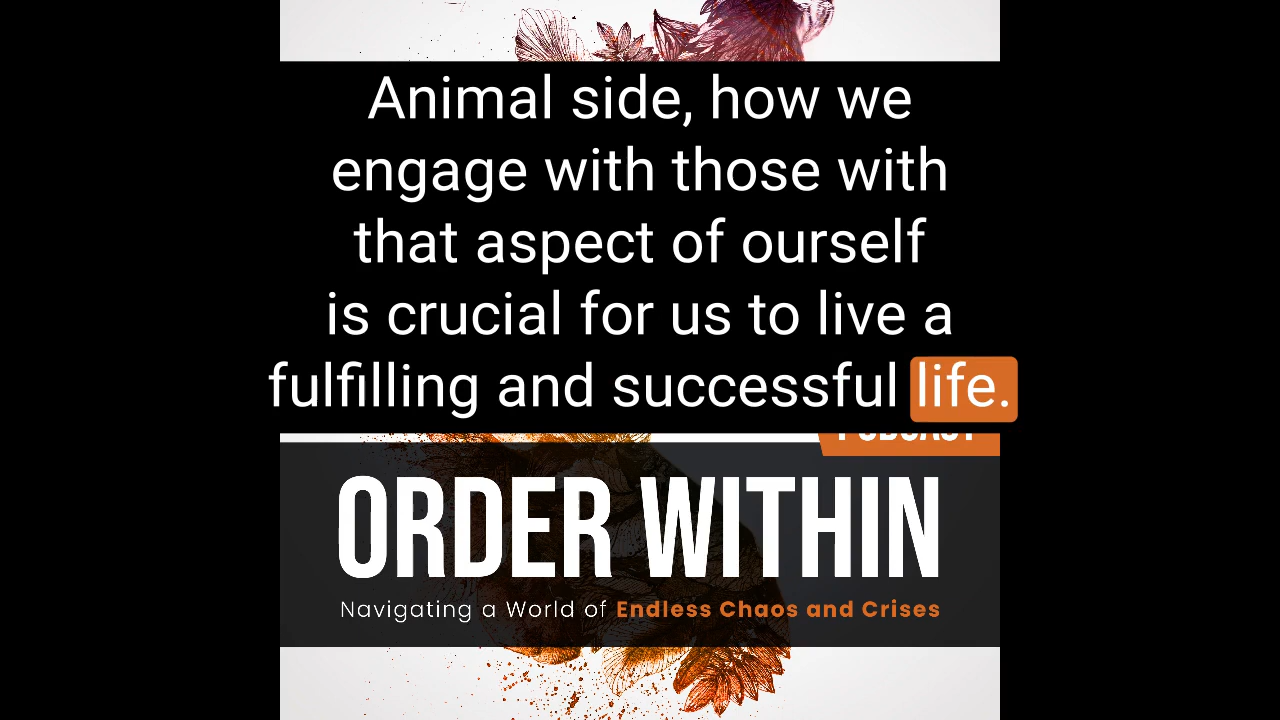 Animal side, how we
engage with those with
that aspect of ourself
is crucial for us to live a
fulfilling and successful life.
PODCAST
ORDER WITHIN
Navigating a World of Endless Chaos and Crises